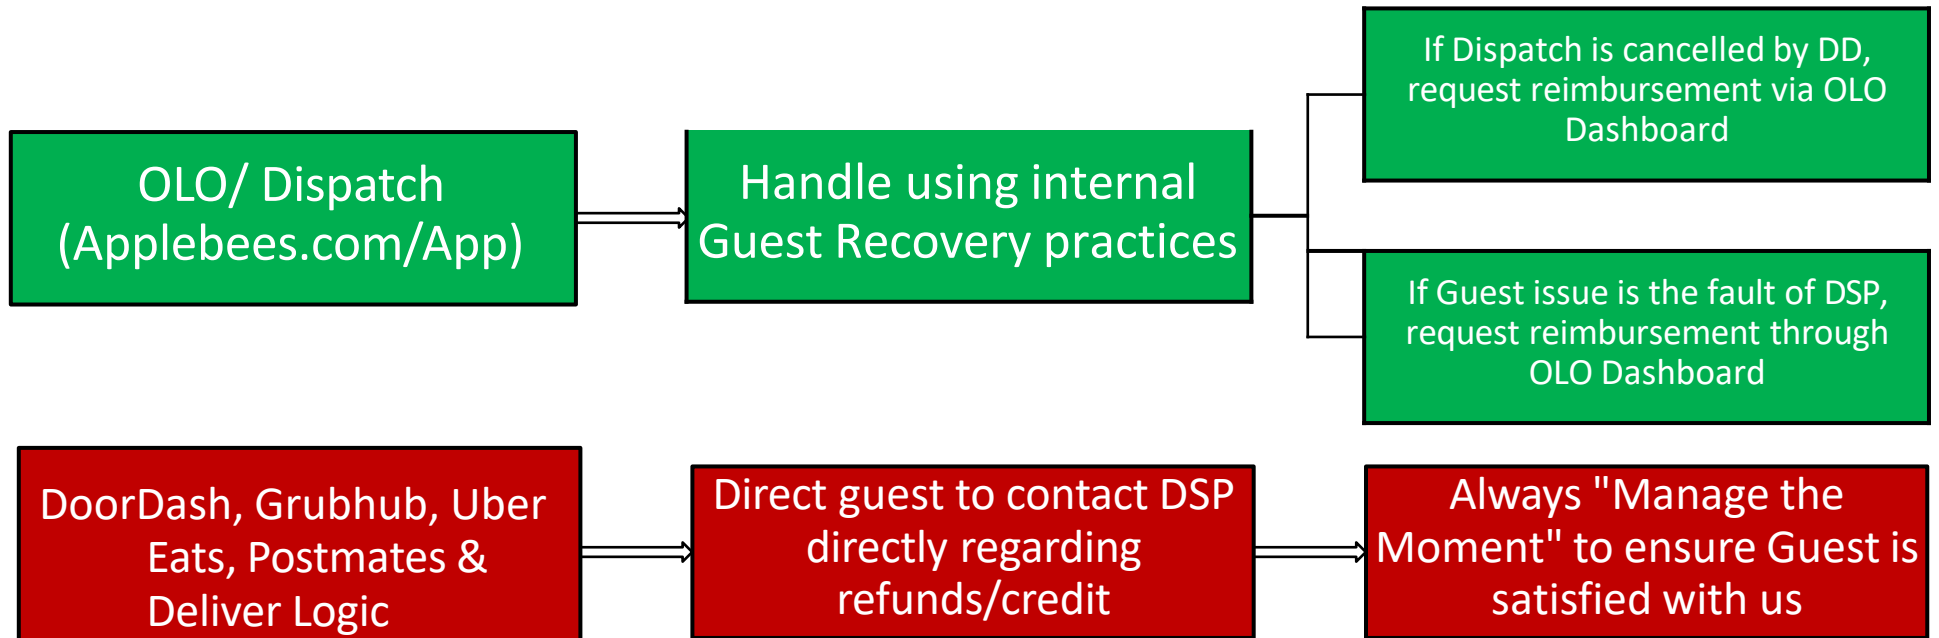 OLO/ Dispatch
(Applebees.com/App)
Handle using internal
Guest Recovery practices
If Dispatch is cancelled by DD,
request reimbursement via OLO
Dashboard
If Guest issue is the fault of DSP,
request reimbursement through
OLO Dashboard
DoorDash, Grubhub, Uber
Eats, Postmates &
Deliver Logic
Direct guest to contact DSP
directly regarding
refunds/credit
Always "Manage the
Moment" to ensure Guest is
satisfied with us